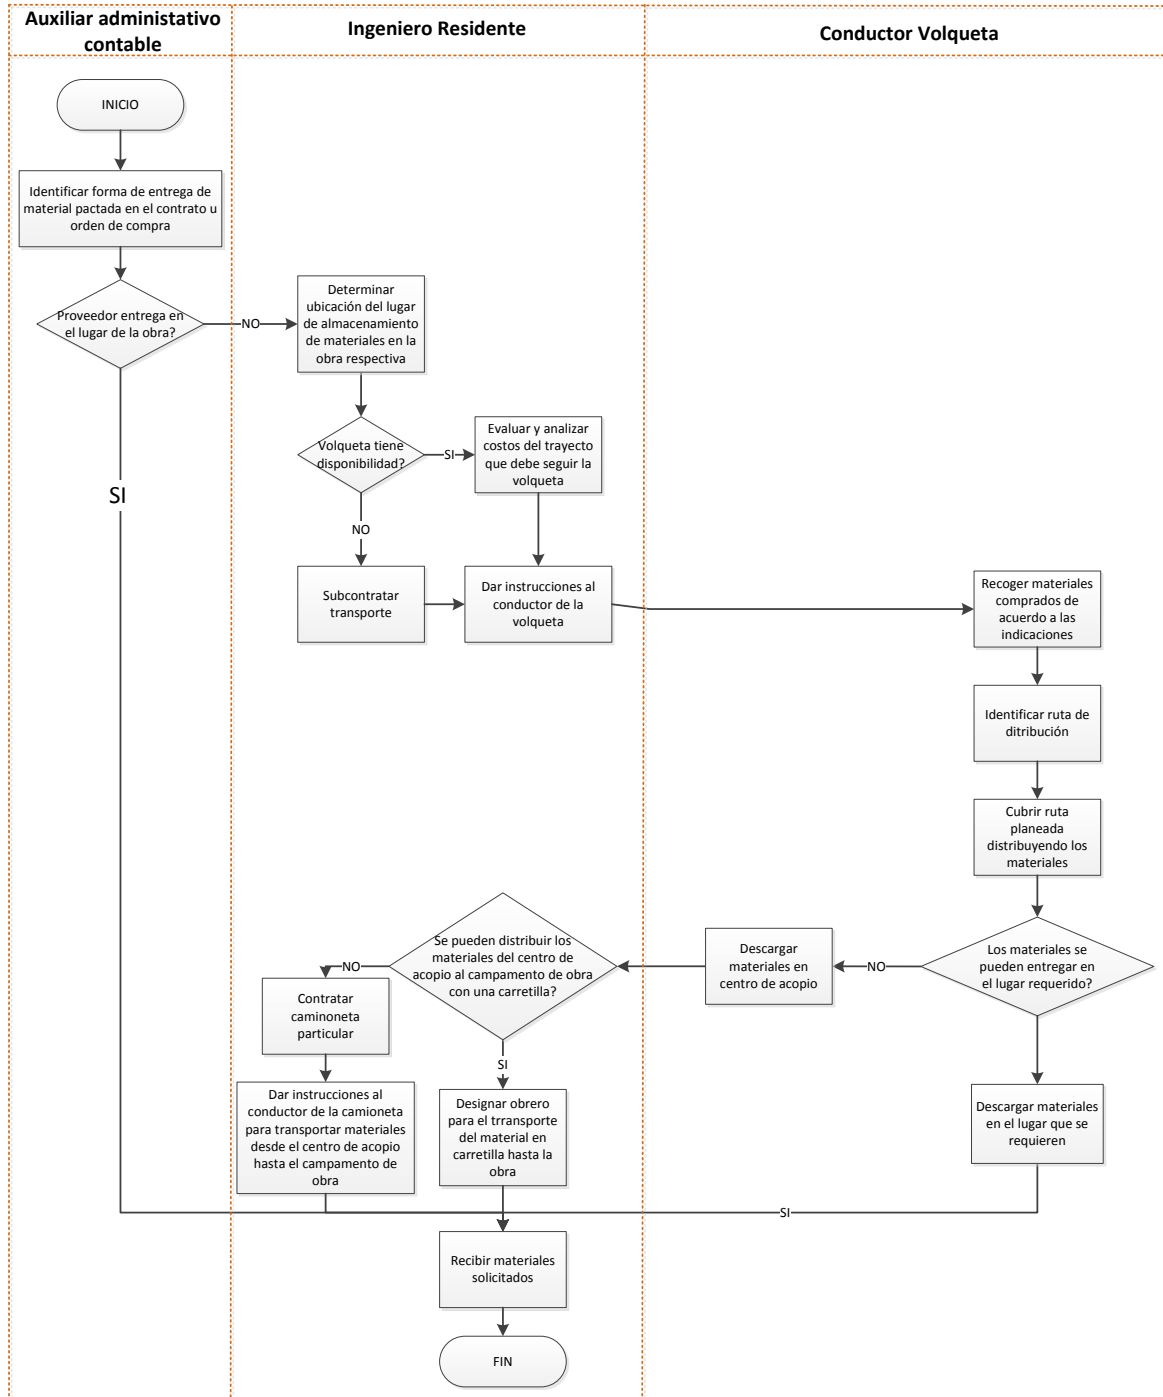 Auxiliar administativo
contable
Ingeniero Residente
Conductor Volqueta
INICIO
Identificar forma de entrega de
material pactada en el contrato u
orden de compra
Proveedor entrega en
el lugar de la obra?
NO
SI
Determinar
ubicación del lugar
de almacenamiento
de materiales en la
obra respectiva
Volqueta tiene
disponibilidad?
SI
Evaluar y analizar
costos del trayecto
que debe seguir la
volqueta
NO
Subcontratar
transporte
Dar instrucciones al
conductor de la
volqueta
Recoger materiales
comprados de
acuerdo a las
indicaciones
Identificar ruta de
ditribución
Cubrir ruta
planeada
distribuyendo los
materiales
Los materiales se
pueden entregar en
el lugar requerido?
NO
Descargar
materiales en
centro de acopio
Se pueden distribuir los
materiales del centro de
acopio al campamento de obra
con una carretilla?
NO
Contratar
caminoneta
particular
SI
Dar instrucciones al
conductor de la camioneta
para transportar materiales
desde el centro de acopio
hasta el campamento de
obra
Designar obrero
para el trransporte
del material en
carretilla hasta la
obra
Descargar materiales
en el lugar que se
requieren
SI
Recibir materiales
solicitados
FIN